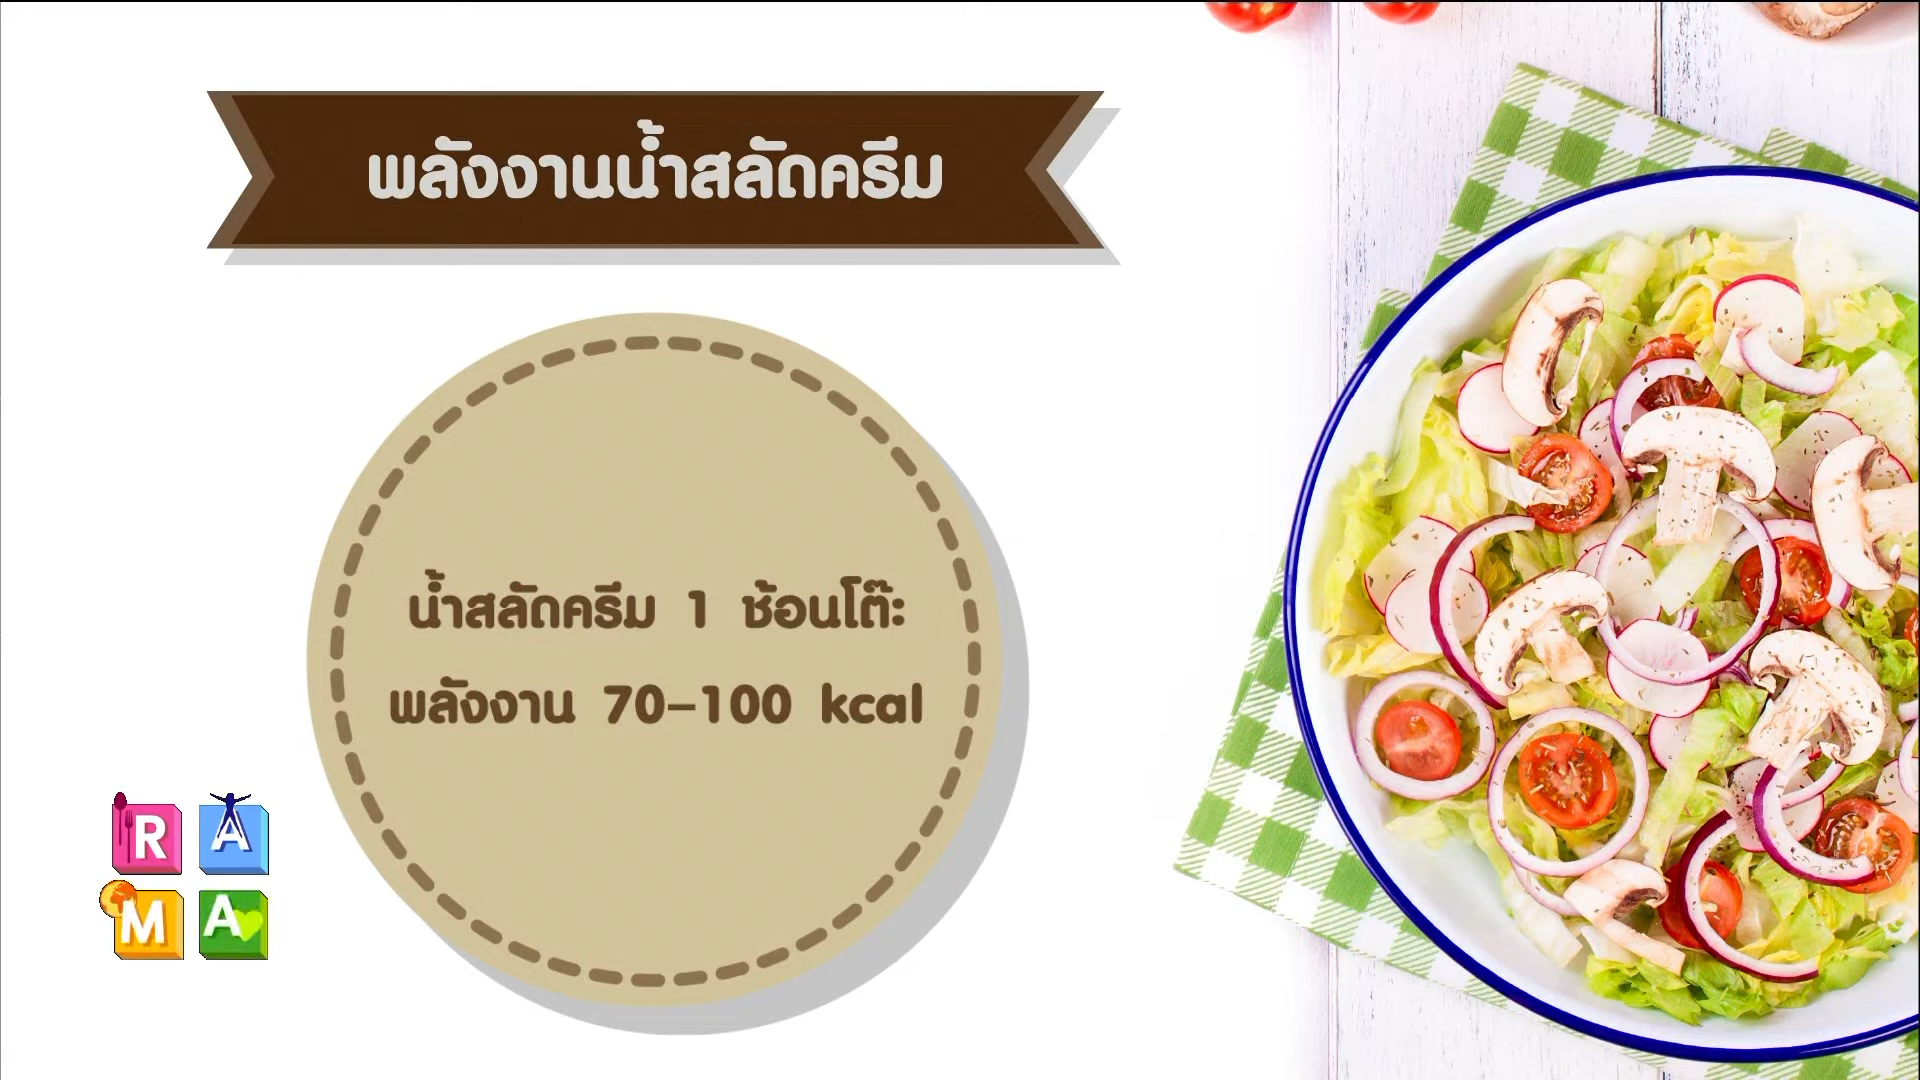 พลังงานน้ำสลัดครีม
น้ำสลัดครีม 1 ช้อนโต๊ะ
พลังงาน 70-100 kcal
RA
MA